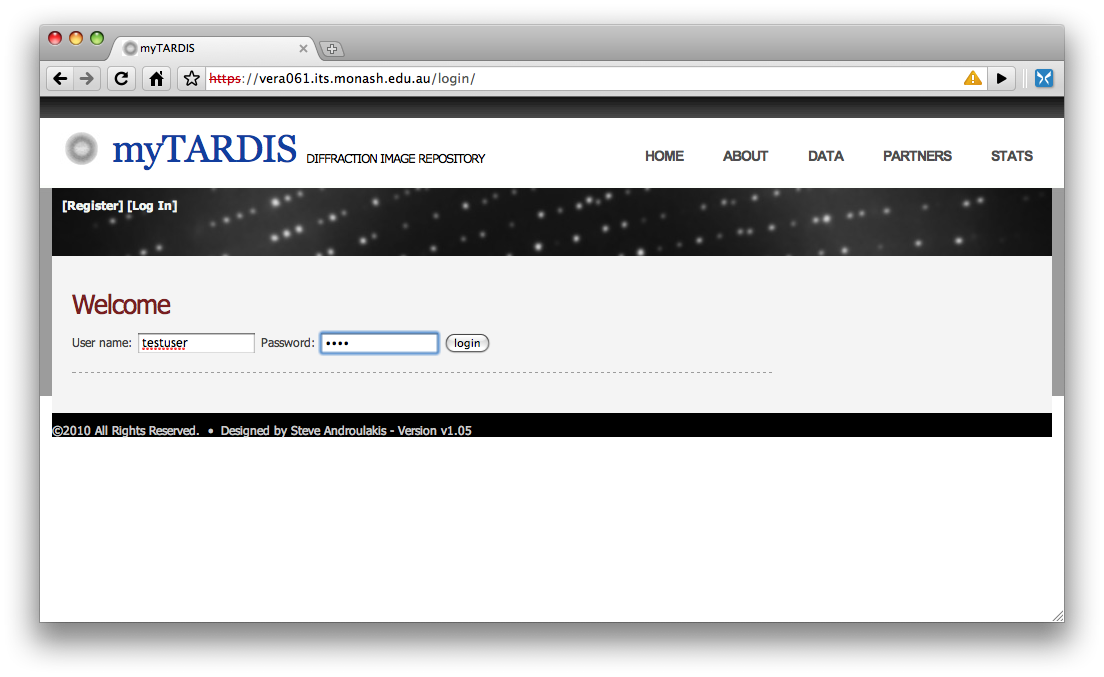 myTARDIS
https://vera061.its.monash.edu.au/login/
myTARDIS DIFFRACTION IMAGE REPOSITORY
HOME ABOUT DATA PARTNERS STATS
[Register] [Log In]
Welcome
User name: testuser Password: •••• login
©2010 All Rights Reserved. • Designed by Steve Androulakis - Version v1.05